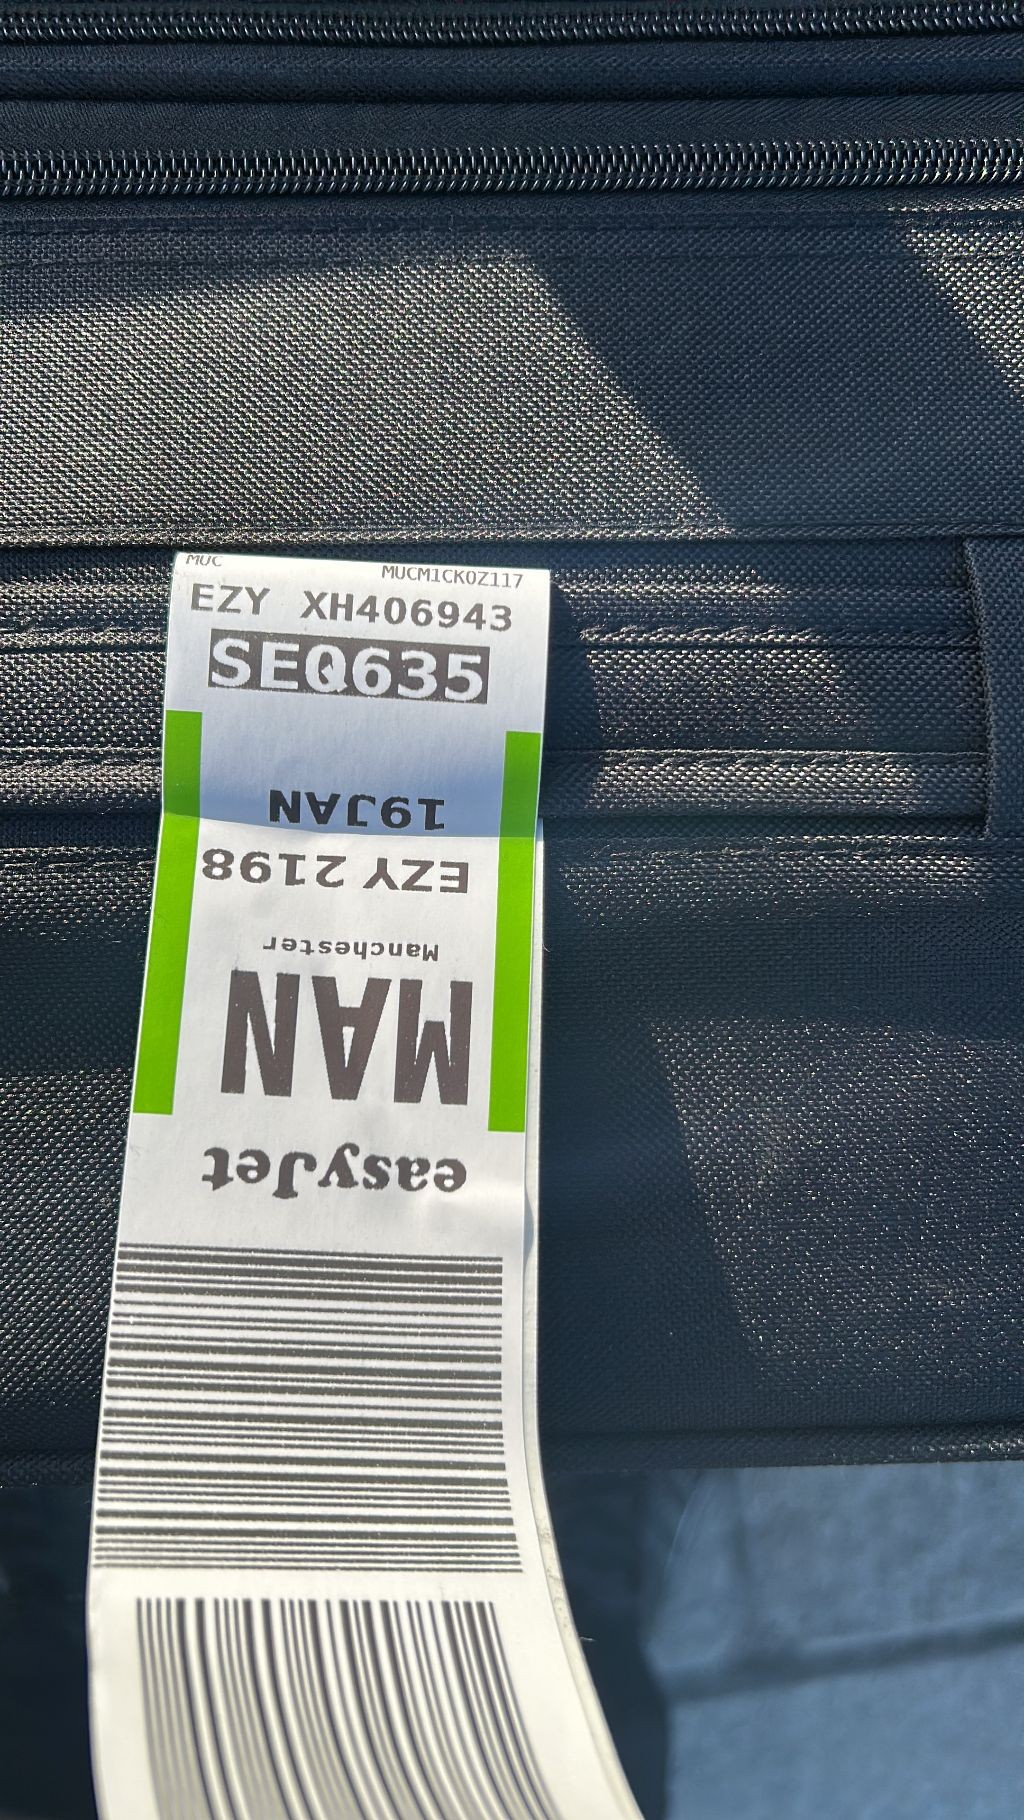 MUC
MUCM1CK0Z117
EZY XH406943
SEQ635
19JAN
EZY 2198
Manchester
MAN
easyJet